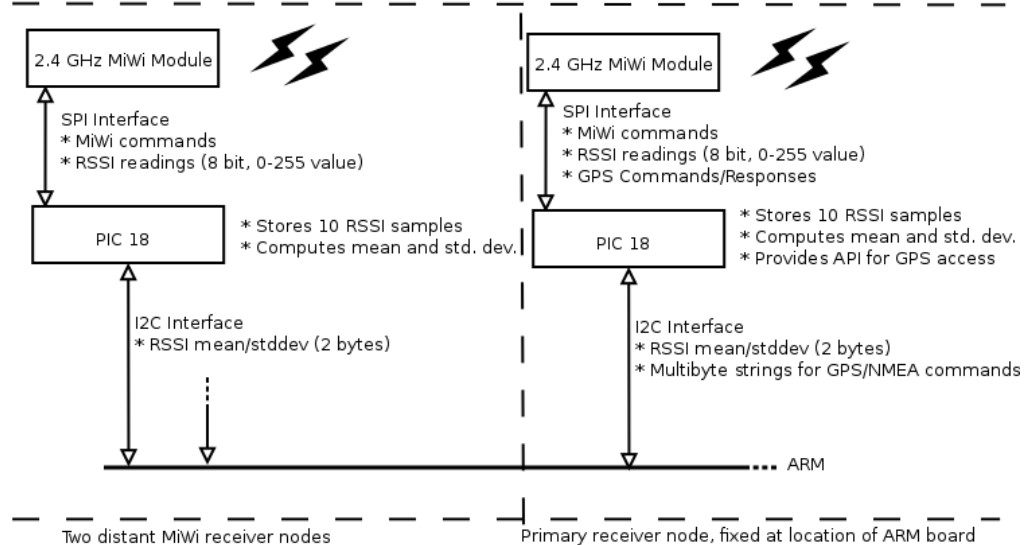 2.4 GHz MiWi Module
SPI Interface
* MiWi commands
* RSSI readings (8 bit, 0-255 value)
PIC 18
* Stores 10 RSSI samples
* Computes mean and std. dev.
I2C Interface
* RSSI mean/stddev (2 bytes)
Two distant MiWi receiver nodes
2.4 GHz MiWi Module
SPI Interface
* MiWi commands
* RSSI readings (8 bit, 0-255 value)
* GPS Commands/Responses
PIC 18
* Stores 10 RSSI samples
* Computes mean and std. dev.
* Provides API for GPS access
I2C Interface
* RSSI mean/stddev (2 bytes)
* Multibyte strings for GPS/NMEA commands
ARM
Primary receiver node, fixed at location of ARM board